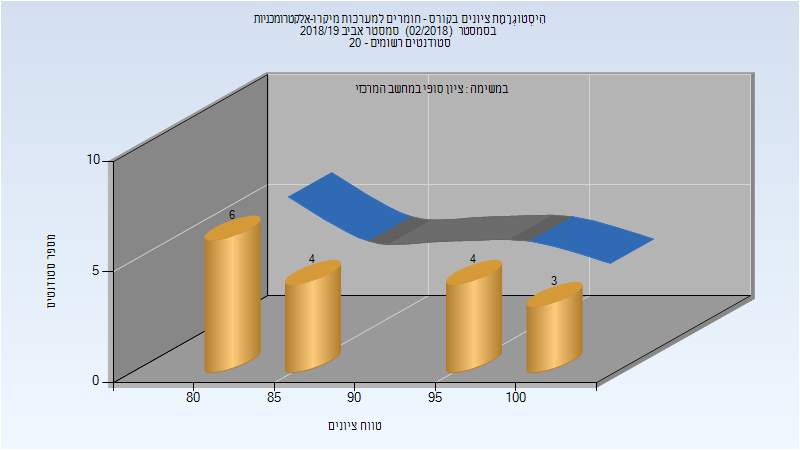 היסטוגרמת ציונים בקורס - חומרים למערכות מיקרו-אלקטרומכניות
בסמסטר (02/2018) סמסטר אביב 2018/19
סטודנטים רשומים - 20
במשימה : ציון סופי במחשב המרכזי
10
5
0
מספר סטודנטים
6
4
4
3
80
85
90
95
100
טווח ציונים